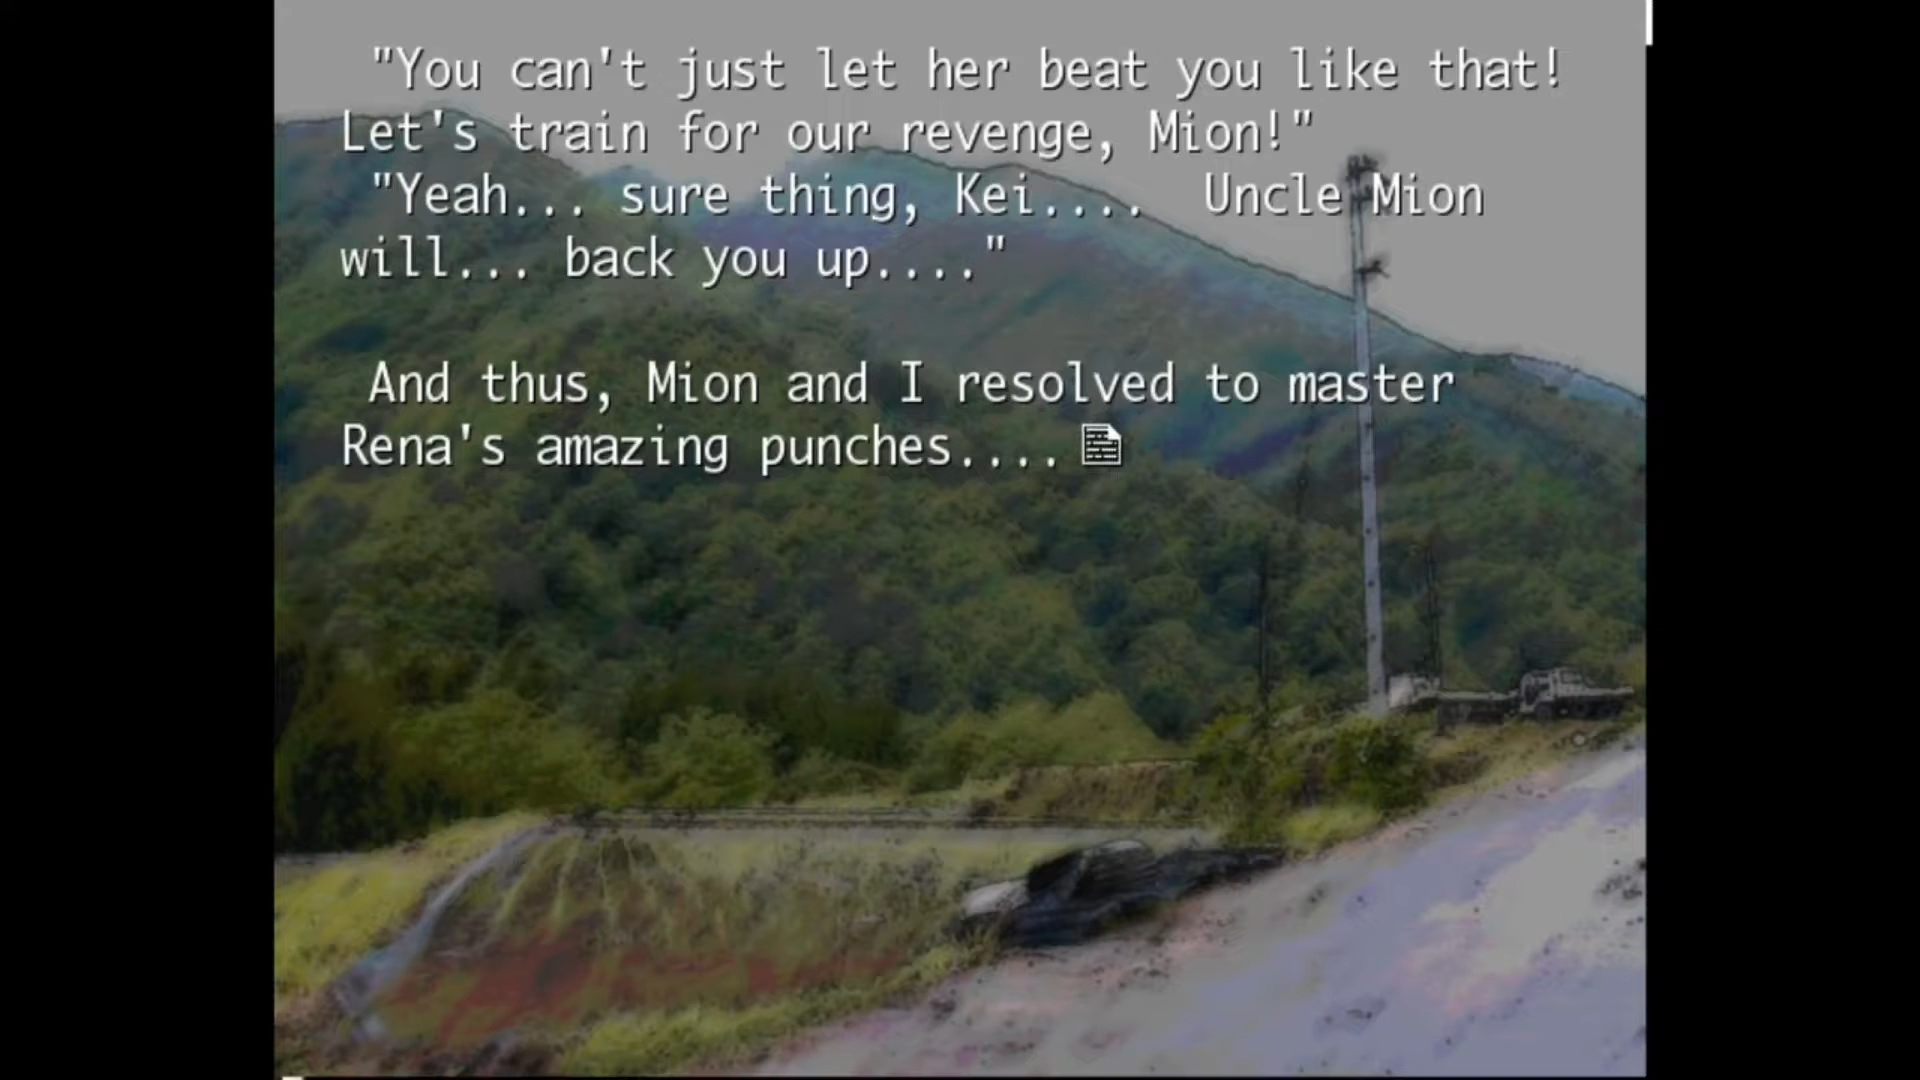 "You can't just let her beat you like that!
Let's train for our revenge, Mion!"
"Yeah... sure thing, Kei....  Uncle Mion
will... back you up...."
And thus, Mion and I resolved to master
Rena's amazing punches....